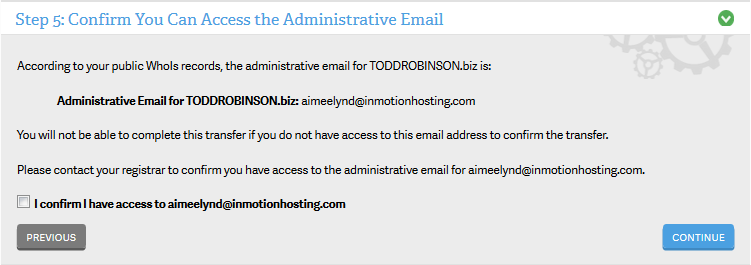 Step 5: Confirm You Can Access the Administrative Email
According to your public WhoIs records, the administrative email for TODDROBINSON.biz is:
Administrative Email for TODDROBINSON.biz: aimeelynd@inmotionhosting.com
You will not be able to complete this transfer if you do not have access to this email address to confirm the transfer.
Please contact your registrar to confirm you have access to the administrative email for aimeelynd@inmotionhosting.com.
I confirm I have access to aimeelynd@inmotionhosting.com
PREVIOUS
CONTINUE